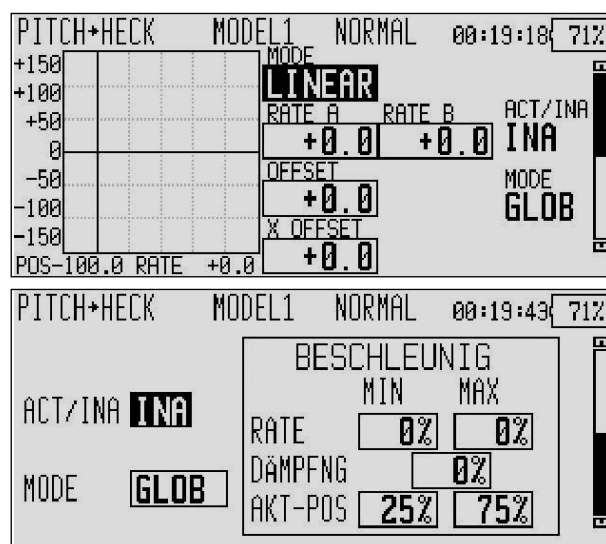 PITCH→HECK MODEL1 NORMAL 00:19:18 71%
MODE
LINEAR
+150
+100
+50
0
-50
-100
-150
RATE A RATE B
+0.0 +0.0
OFFSET
+0.0
X OFFSET
+0.0
ACT/INA
INA
MODE
GLOB
POS-100.0 RATE +0.0
PITCH→HECK MODEL1 NORMAL 00:19:43 71%
ACT/INA INA
MODE GLOB
BESCHLEUNIG
MIN MAX
RATE 0% 0%
DÄMPFNG 0%
AKT-POS 25% 75%